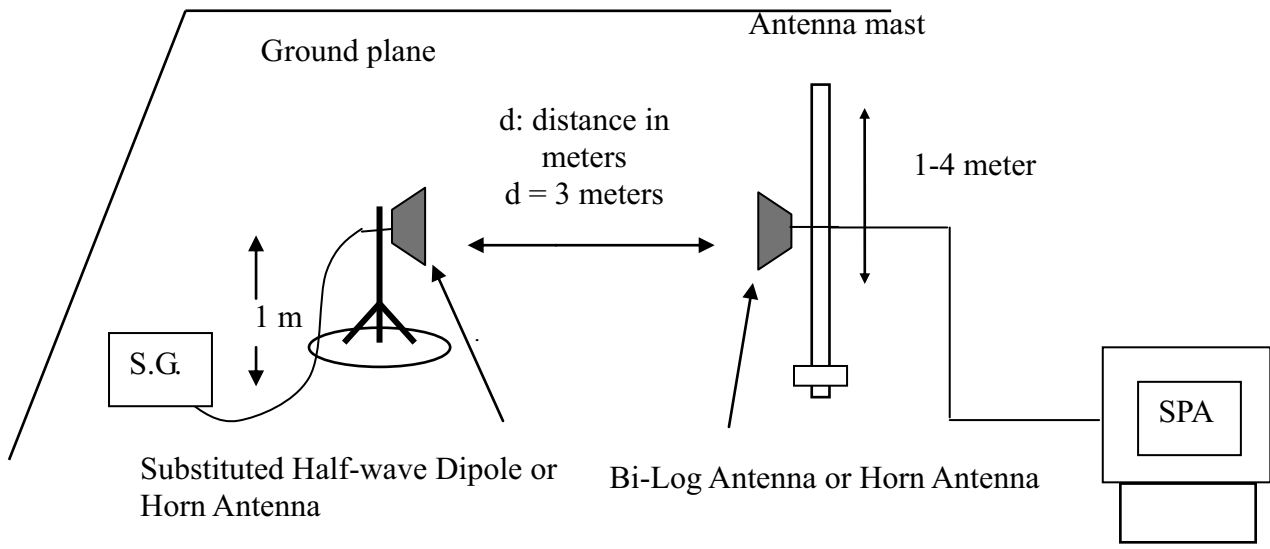 Antenna mast
Ground plane
d: distance in
meters
d = 3 meters
1-4 meter
1 m
S.G.
SPA
Substituted Half-wave Dipole or
Horn Antenna
Bi-Log Antenna or Horn Antenna